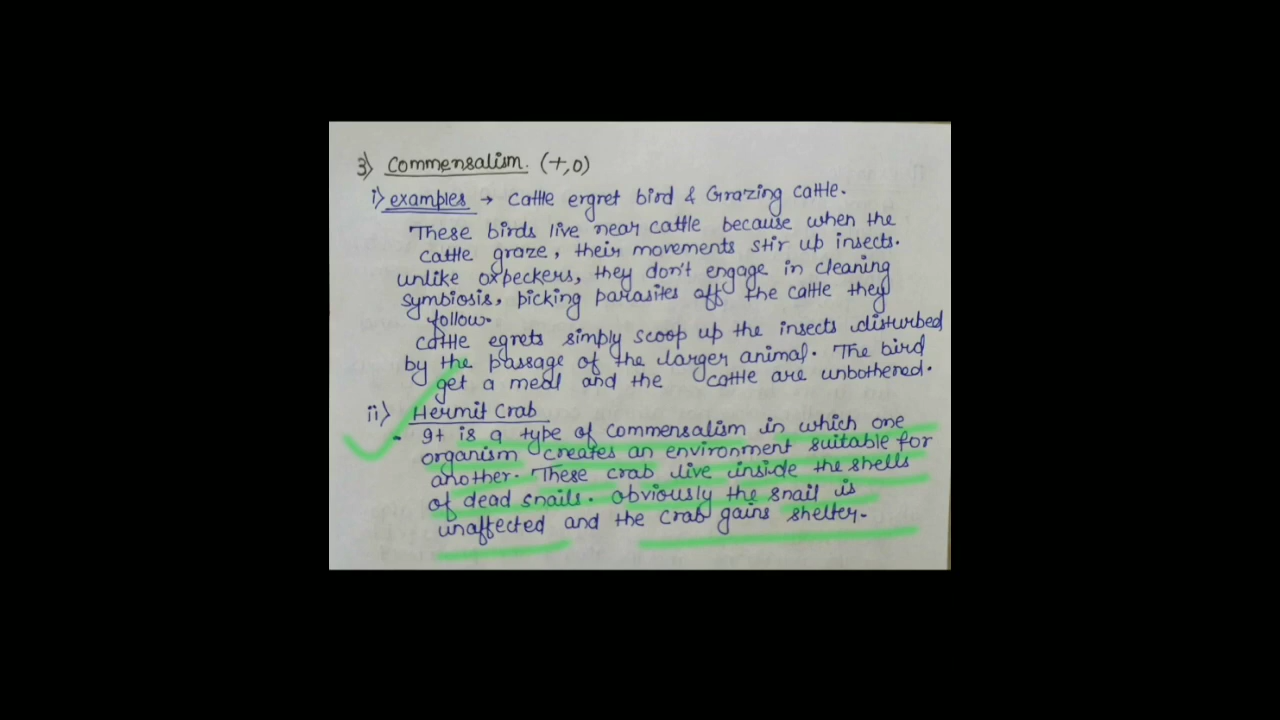 3) Commensalism. (+,0)
i) examples → Cattle ergret bird & Grazing cattle.
These birds live near cattle because when the
cattle graze, their movements stir up insects.
unlike oxpeckers, they don't engage in cleaning
symbiosis, picking parasites off the cattle they
follow.
Cattle egrets simply scoop up the insects disturbed
by the passage of the larger animal. The bird
get a meal and the cattle are unbothered.
ii) Hermit Crab
- It is a type of commensalism in which one
organism creates an environment suitable for
another. These crab live inside the shells
of dead snails. Obviously the snail is
unaffected and the crab gains shelter.